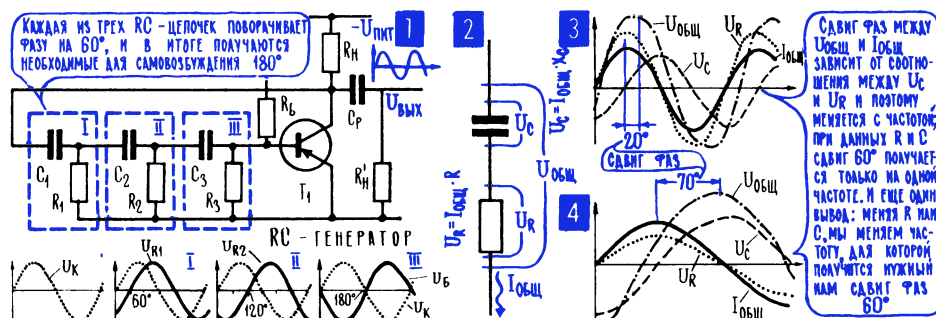 КАЖДАЯ ИЗ ТРЕХ RC-ЦЕПОЧЕК ПОВОРАЧИВАЕТ
ФАЗУ НА 60°, И В ИТОГЕ ПОЛУЧАЮТСЯ
НЕОБХОДИМЫЕ ДЛЯ САМОВОЗБУЖДЕНИЯ 180°
-UПИТ
1
RН
UВЫХ
RБ
CР
I
II
III
C1
R1
C2
R2
C3
R3
T1
R'Н
RC - ГЕНЕРАТОР
UК
UR1
I
60°
UR2
II
120°
III
180°
UБ
UК
2
UC=IОБЩ XC
UC
UОБЩ
UR=IОБЩ·R
UR
IОБЩ
3
UОБЩ
UR
IОБЩ
UC
20°
СДВИГ ФАЗ
70°
4
UОБЩ
UC
UR
IОБЩ
СДВИГ ФАЗ МЕЖДУ
UОБЩ И IОБЩ
ЗАВИСИТ ОТ СООТНО-
ШЕНИЯ МЕЖДУ UC
И UR И ПОЭТОМУ
МЕНЯЕТСЯ С ЧАСТОТОЙ,
ПРИ ДАННЫХ R И C
СДВИГ 60° ПОЛУЧАЕТ-
СЯ ТОЛЬКО НА ОДНОЙ
ЧАСТОТЕ. И ЕЩЕ ОДИН
ВЫВОД: МЕНЯЯ R ИЛИ
C, МЫ МЕНЯЕМ ЧАС-
ТОТУ, ДЛЯ КОТОРОЙ
ПОЛУЧИТСЯ НУЖНЫЙ
НАМ СДВИГ ФАЗ
60°